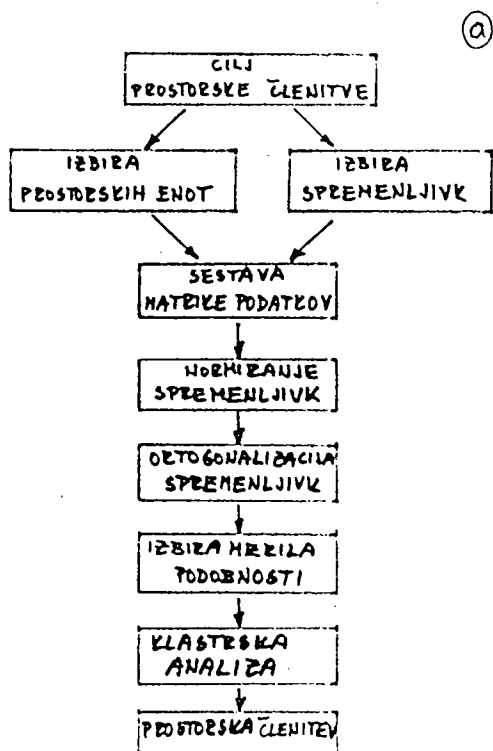 a
CILJ
PROSTORSKE ČLENITVE
IZBIRA
PROSTORSKIH ENOT
IZBIRA
SPREMENLJIVK
SESTAVA
MATRIKE PODATKOV
NORMIRANJE
SPREMENLJIVK
ORTOGONALIZACIJA
SPREMENLJIVK
IZBIRA MERILA
PODOBNOSTI
KLASTRSKA
ANALIZA
PROSTORSKA ČLENITEV